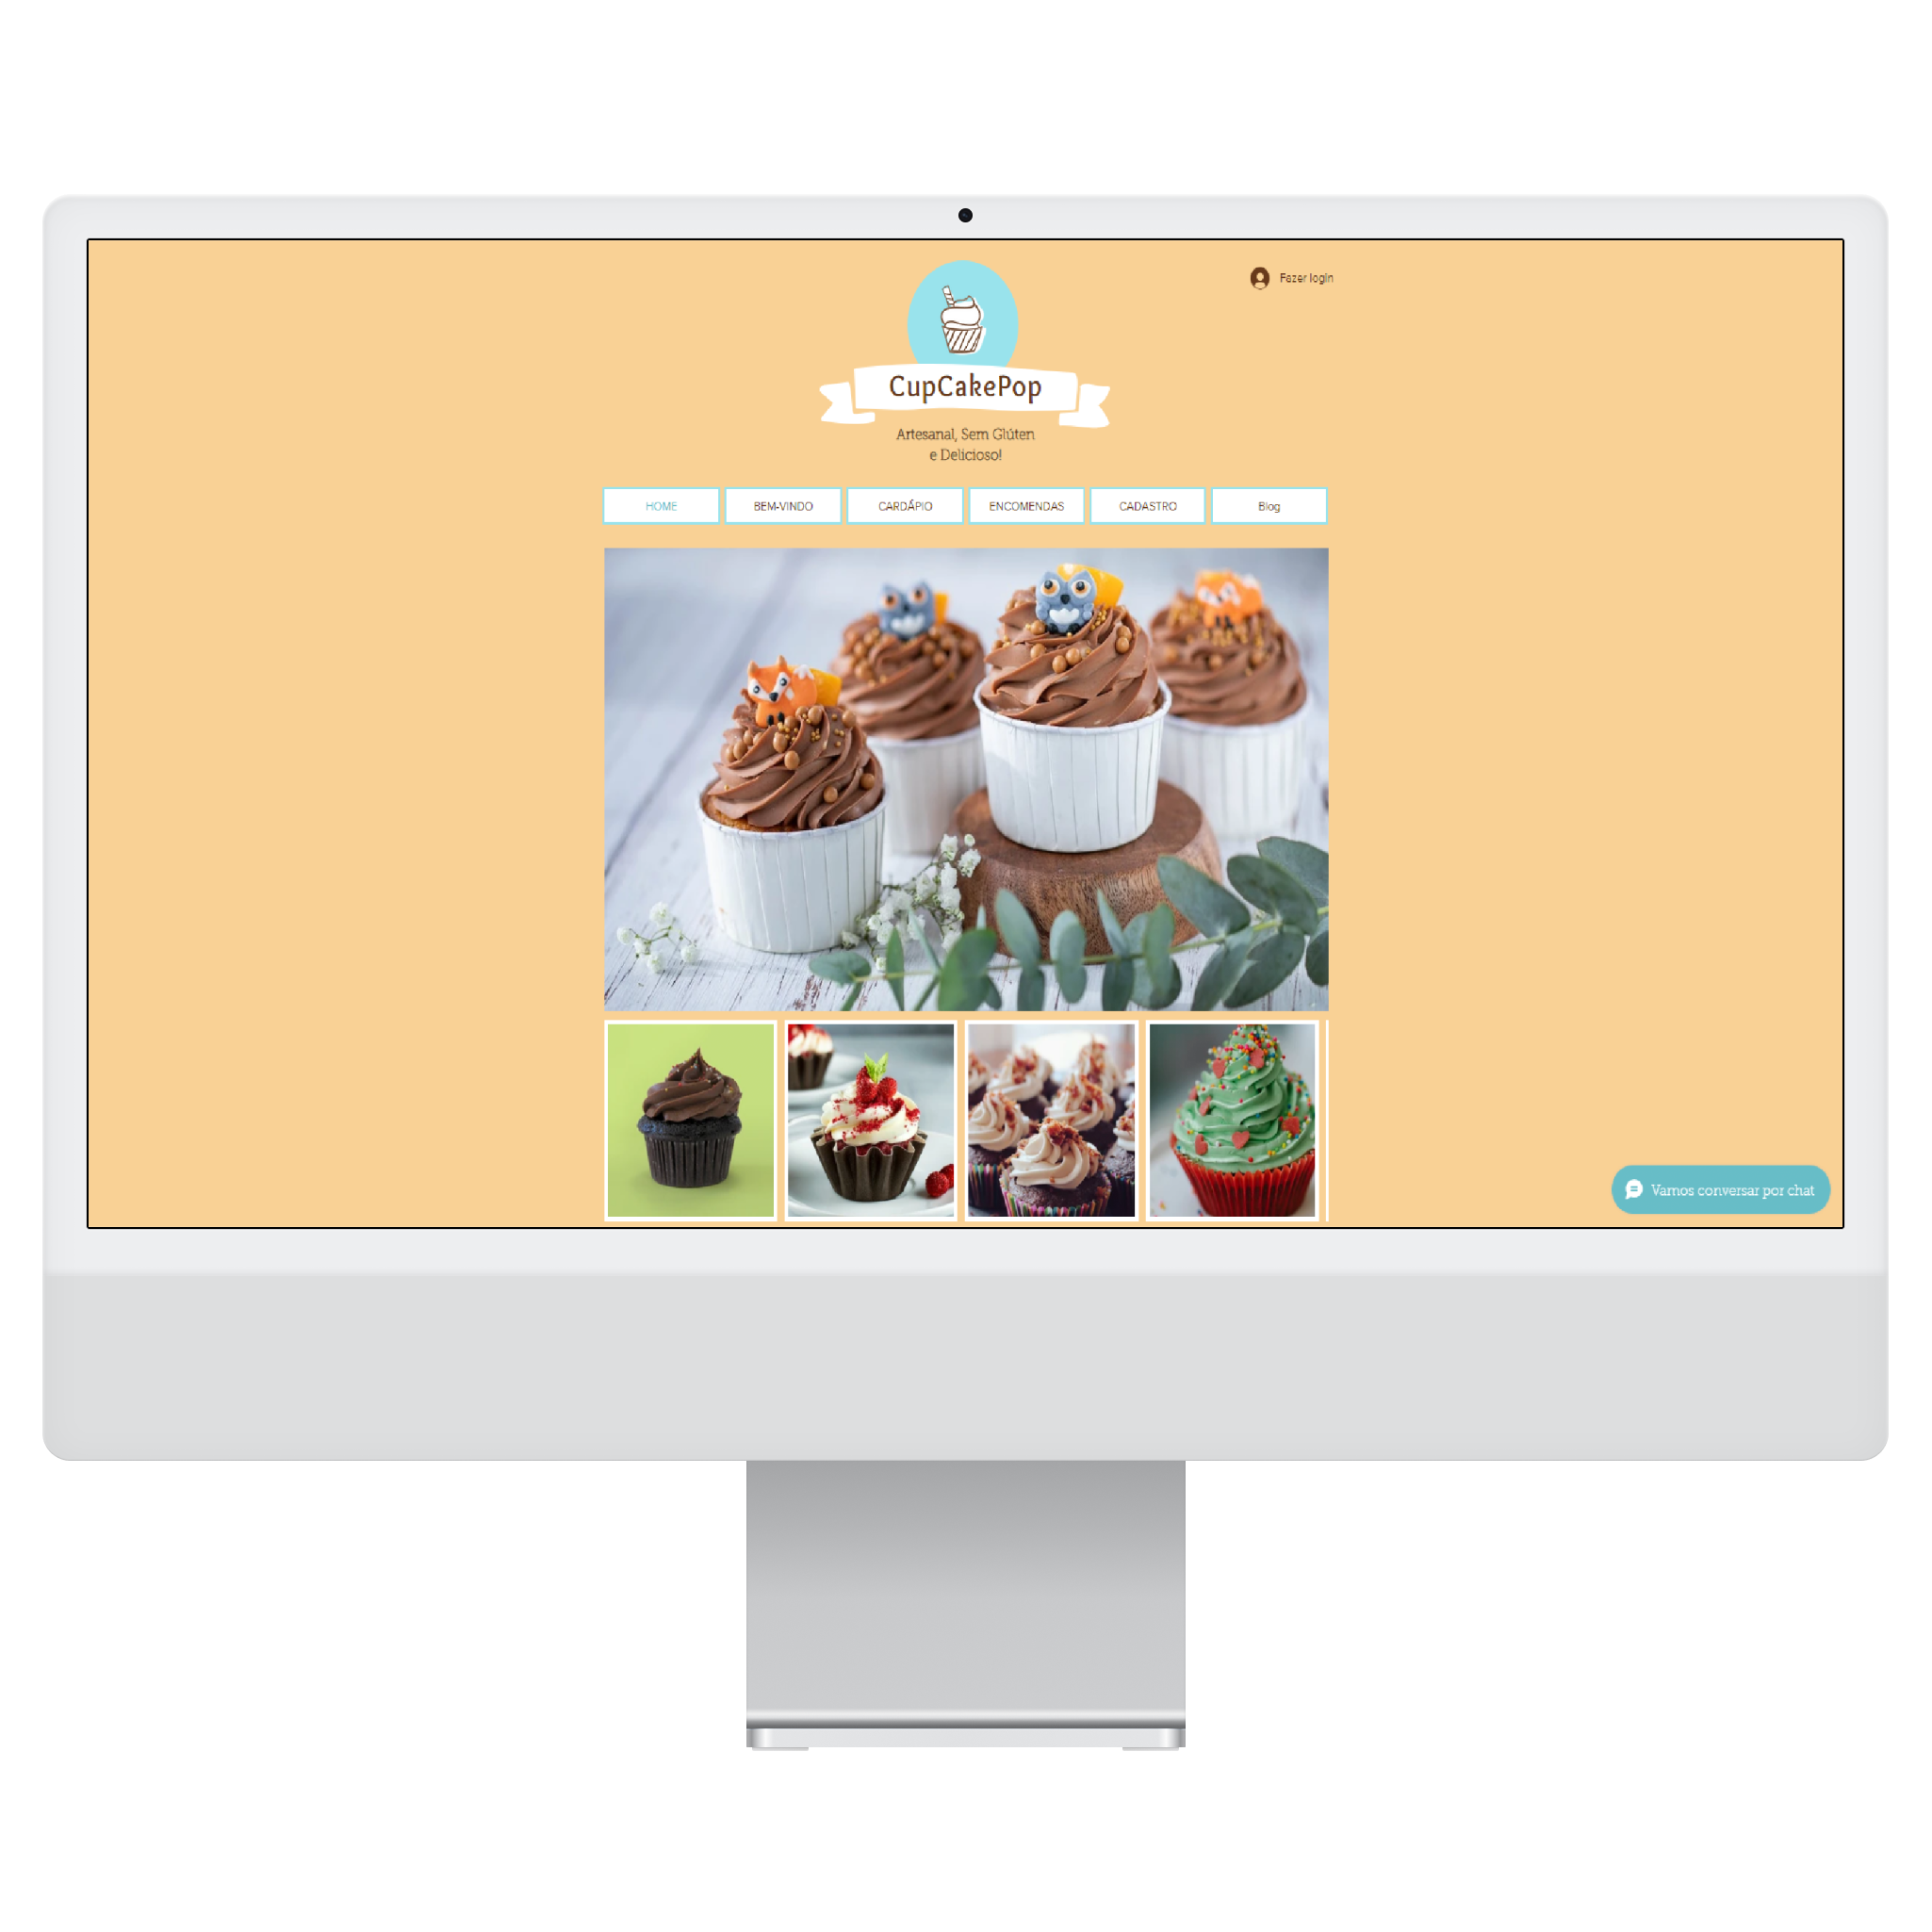 Fazer login
CupCakePop
Artesanal, Sem Glúten
e Delicioso!
HOME
BEM-VINDO
CARDÁPIO
ENCOMENDAS
CADASTRO
Blog
Vamos conversar por chat